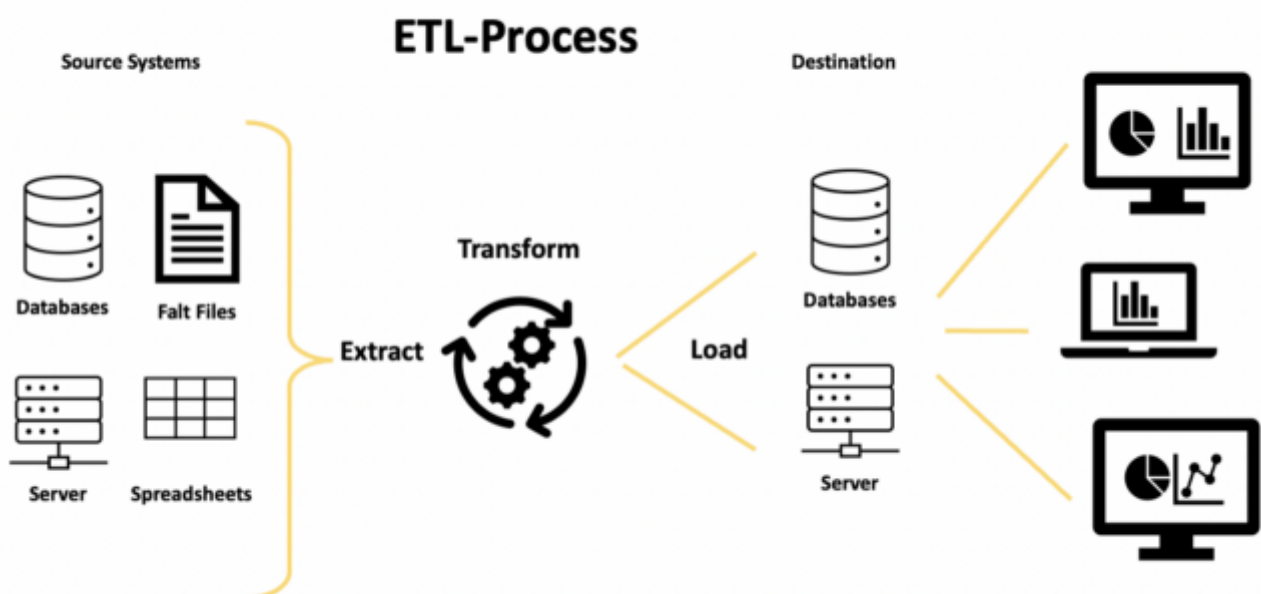 ETL-Process
Source Systems
Destination
Databases
Falt Files
Server
Spreadsheets
Extract
Transform
Load
Databases
Server